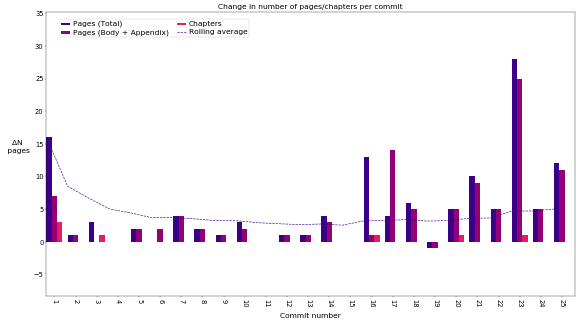 Change in number of pages/chapters per commit
Pages (Total)
Pages (Body + Appendix)
Chapters
Rolling average
35
30
25
20
15
10
5
0
−5
ΔN
pages
1 2 3 4 5 6 7 8 9 10 11 12 13 14 15 16 17 18 19 20 21 22 23 24 25
Commit number